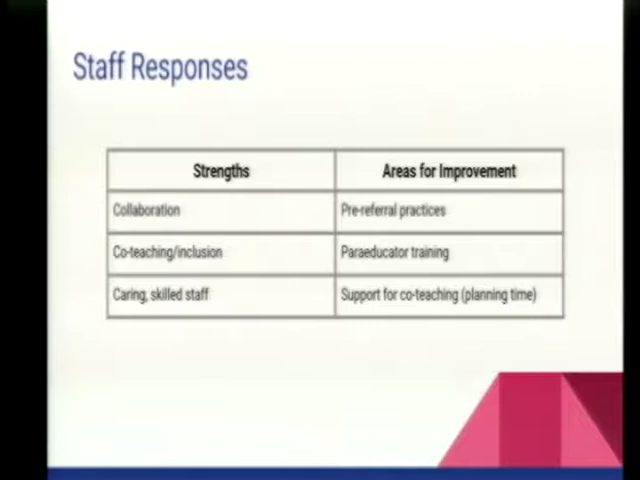 Staff Responses
Strengths
Areas for Improvement
Collaboration
Pre-referral practices
Co-teaching/inclusion
Paraeducator training
Caring, skilled staff
Support for co-teaching (planning time)